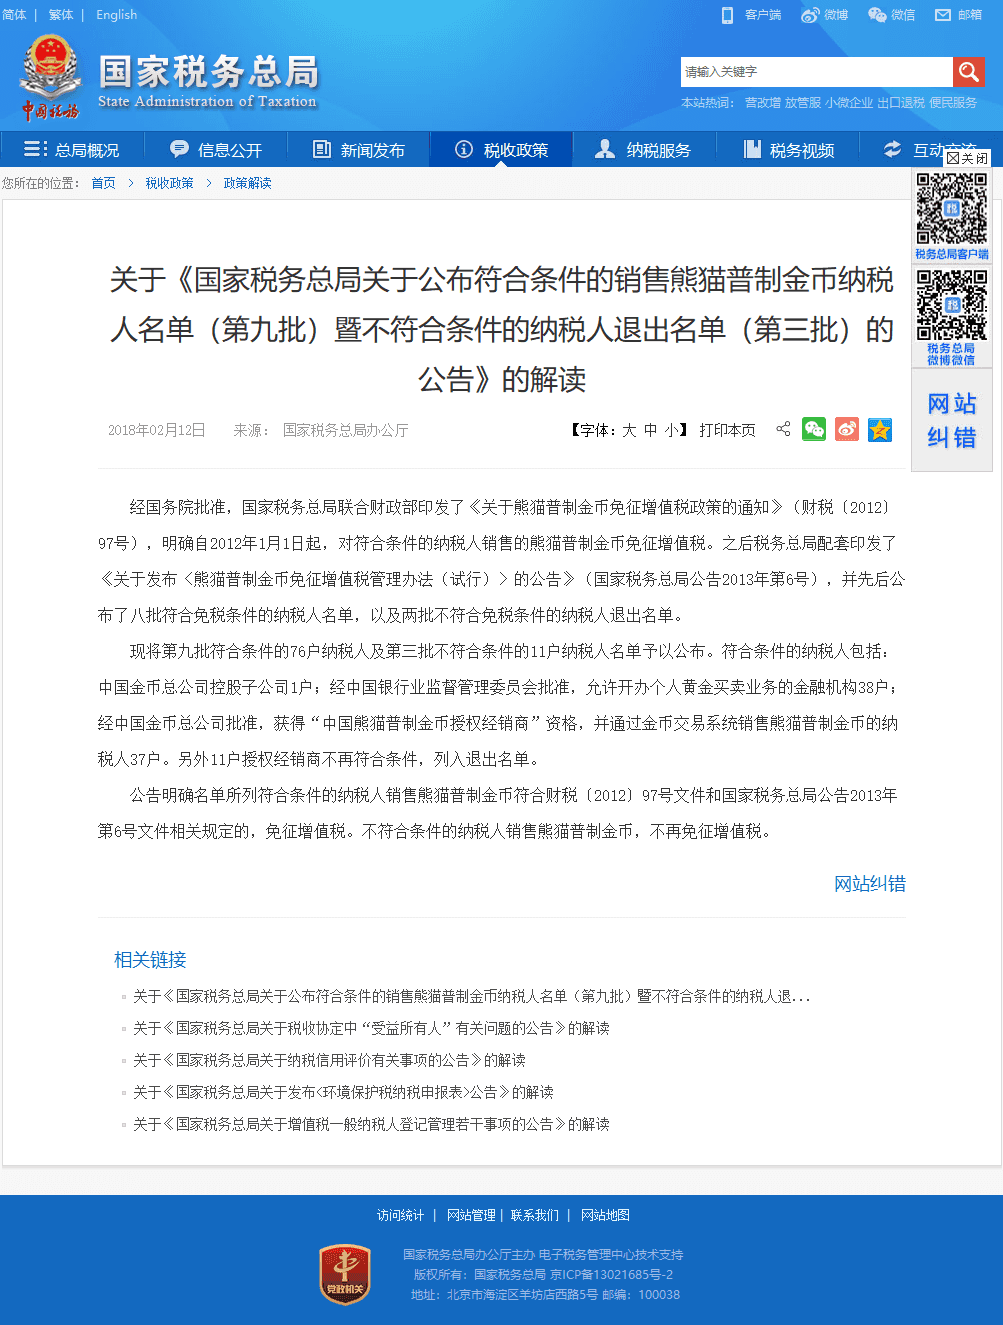 简体 | 繁体 | English
客户端 微博 微信 邮箱
中国税务
国家税务总局
State Administration of Taxation
请输入关键字
本站热词： 营改增 放管服 小微企业 出口退税 便民服务
总局概况 信息公开 新闻发布 税收政策 纳税服务 税务视频
关闭
您所在的位置： 首页 > 税收政策 > 政策解读
税务总局客户端
税务总局
微博微信
网站
纠错
关于《国家税务总局关于公布符合条件的销售熊猫普制金币纳税
人名单（第九批）暨不符合条件的纳税人退出名单（第三批）的
公告》的解读
2018年02月12日 来源： 国家税务总局办公厅 【字体：大 中 小】 打印本页
经国务院批准，国家税务总局联合财政部印发了《关于熊猫普制金币免征增值税政策的通知》（财税〔2012〕
97号），明确自2012年1月1日起，对符合条件的纳税人销售的熊猫普制金币免征增值税。之后税务总局配套印发了
《关于发布〈熊猫普制金币免征增值税管理办法（试行）〉的公告》（国家税务总局公告2013年第6号），并先后公
布了八批符合免税条件的纳税人名单，以及两批不符合免税条件的纳税人退出名单。
现将第九批符合条件的76户纳税人及第三批不符合条件的11户纳税人名单予以公布。符合条件的纳税人包括：
中国金币总公司控股子公司1户；经中国银行业监督管理委员会批准，允许开办个人黄金买卖业务的金融机构38户；
经中国金币总公司批准，获得“中国熊猫普制金币授权经销商”资格，并通过金币交易系统销售熊猫普制金币的纳
税人37户。另外11户授权经销商不再符合条件，列入退出名单。
公告明确名单所列符合条件的纳税人销售熊猫普制金币符合财税〔2012〕97号文件和国家税务总局公告2013年
第6号文件相关规定的，免征增值税。不符合条件的纳税人销售熊猫普制金币，不再免征增值税。
网站纠错
相关链接
关于《国家税务总局关于公布符合条件的销售熊猫普制金币纳税人名单（第九批）暨不符合条件的纳税人退...
关于《国家税务总局关于税收协定中“受益所有人”有关问题的公告》的解读
关于《国家税务总局关于纳税信用评价有关事项的公告》的解读
关于《国家税务总局关于发布<环境保护税纳税申报表>公告》的解读
关于《国家税务总局关于增值税一般纳税人登记管理若干事项的公告》的解读
访问统计 | 网站管理 | 联系我们 | 网站地图
党政机关
国家税务总局办公厅主办 电子税务管理中心技术支持
版权所有：国家税务总局 京ICP备13021685号-2
地址：北京市海淀区羊坊店西路5号 邮编：100038